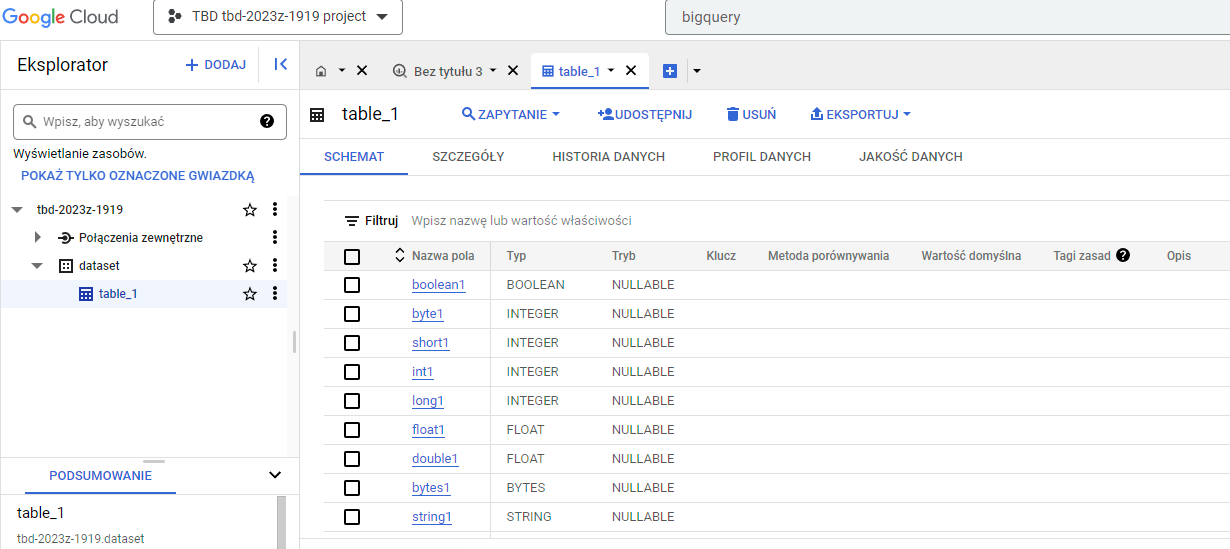 Google Cloud TBD tbd-2023z-1919 project bigquery
Eksplorator DODAJ
Bez tytułu 3 table_1
table_1 ZAPYTANIE UDOSTĘPNIJ USUŃ EKSPORTUJ
Wpisz, aby wyszukać
Wyświetlanie zasobów.
POKAŻ TYLKO OZNACZONE GWIAZDKĄ
tbd-2023z-1919
Połączenia zewnętrzne
dataset
table_1
SCHEMAT SZCZEGÓŁY HISTORIA DANYCH PROFIL DANYCH JAKOŚĆ DANYCH
Filtruj Wpisz nazwę lub wartość właściwości
Nazwa pola Typ Tryb Klucz Metoda porównywania Wartość domyślna Tagi zasad Opis
boolean1 BOOLEAN NULLABLE
byte1 INTEGER NULLABLE
short1 INTEGER NULLABLE
int1 INTEGER NULLABLE
long1 INTEGER NULLABLE
float1 FLOAT NULLABLE
double1 FLOAT NULLABLE
bytes1 BYTES NULLABLE
string1 STRING NULLABLE
PODSUMOWANIE
table_1
tbd-2023z-1919.dataset